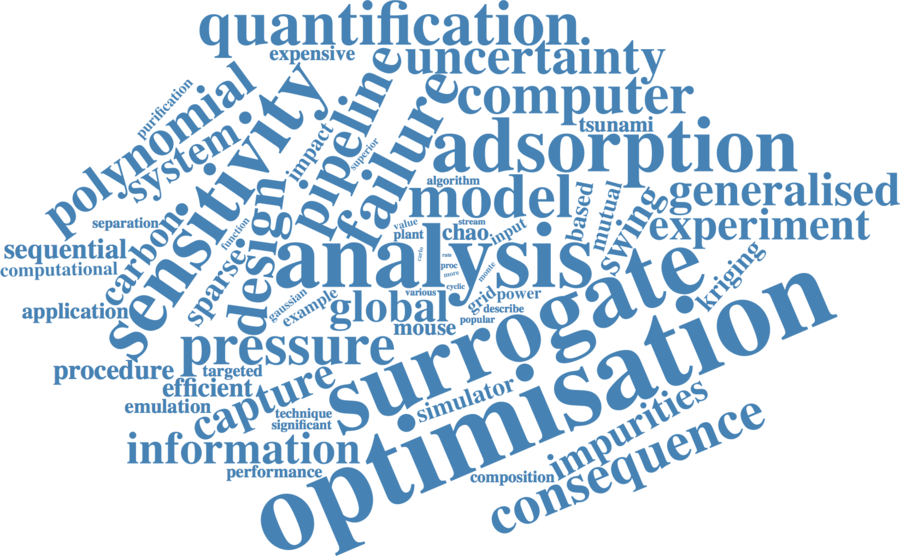 quantification
expensive
uncertainty
purification
polynomial
system
sensitivity
impact
pipeline
superior
failure
computer
tsunami
adsorption
algorithm
model
generalised
separation
function
value
stream
plant
chao
input
based
mutual
swing
experiment
sequential
computational
carbon
sparse
design
analysis
carlo
rsm
proc
more
monte
cyclic
kriging
application
gaussian
example
global
various
grid
power
describe
popular
mouse
pressure
surrogate
procedure
targeted
efficient
emulation
capture
technique
significant
simulator
optimisation
information
performance
composition
impurities
consequence